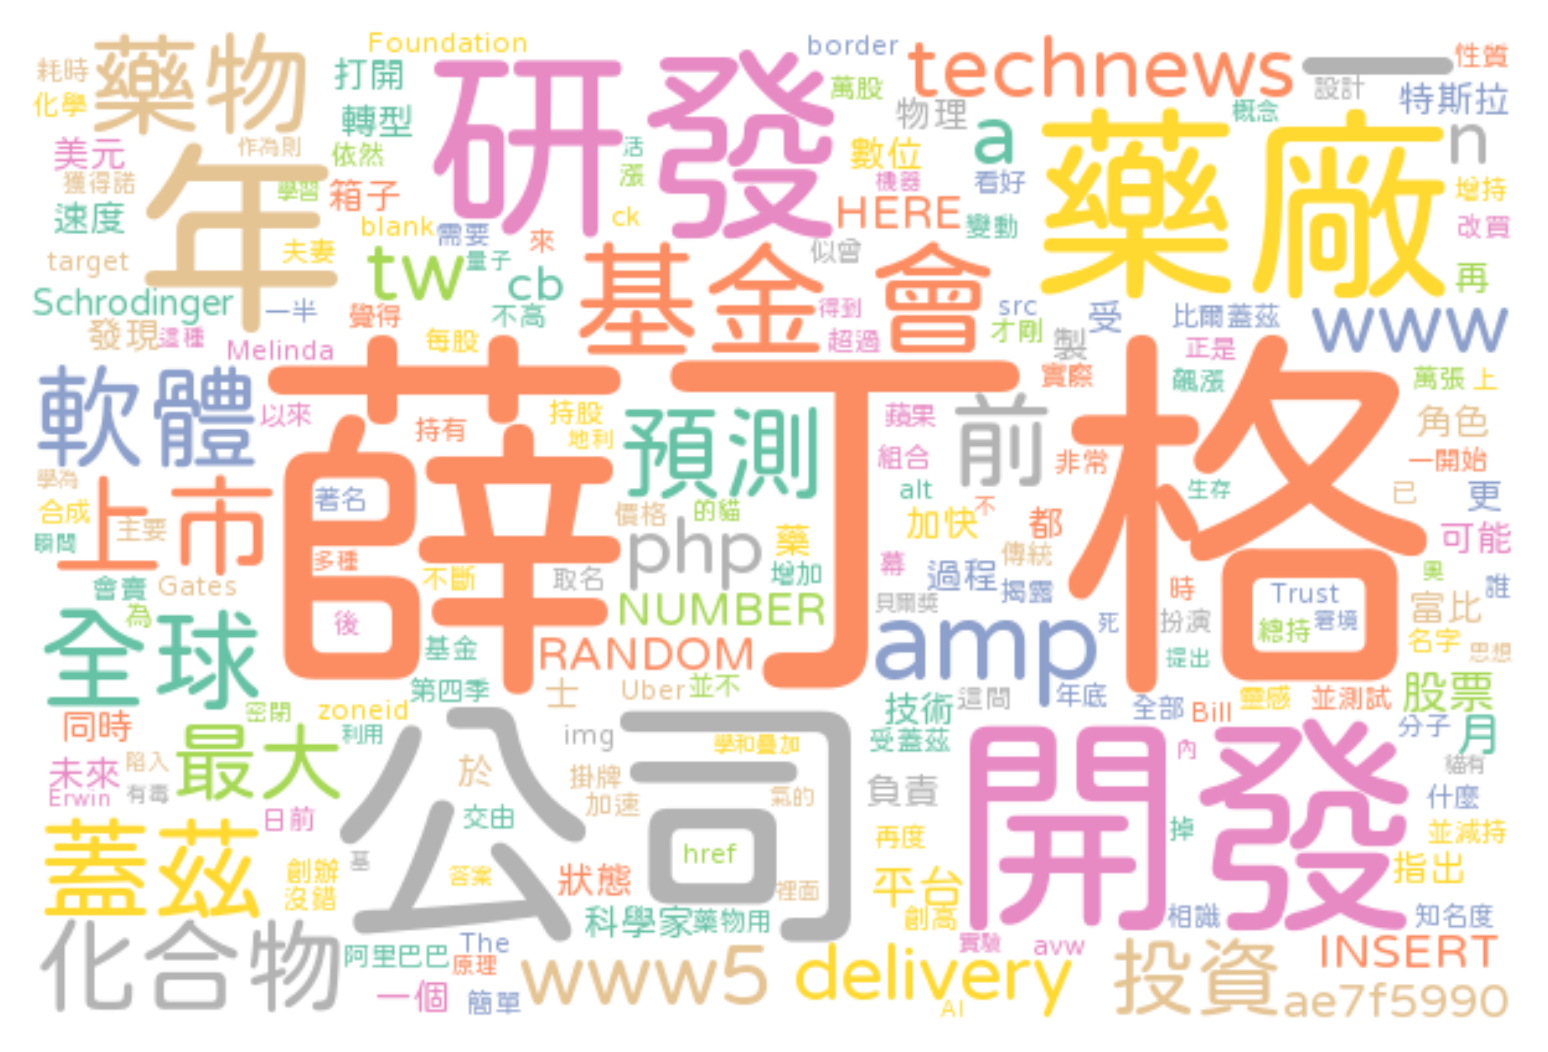 Foundation
border
technews
一
性質
耗時
藥物
打開
研發
萬股
設計
特斯拉
化學
轉型
物理
概念
藥廠
美元
作為則
依然
活
數位
a
n
獲得諾
年
學習
箱子
漲
機器
看好
增持
速度
blank
需要
ck
HERE
變動
改買
target
夫妻
tw
量子
來
基金會
似曾
再
Schrodinger
一半
cb
不高
得到
src
受
比爾蓋茲
www
發現
這種
覺得
每股
超過
才剛
製
正是
Melinda
薛丁格
實際
飆漲
萬張
上
軟體
以來
持有
持股
預測
蘋果
前
角色
地利
組合
非常
一開始
學為
上市
著名
alt
生存
已
更
合成
主要
價格
的貓
加快
不
都
瞬間
多種
php
藥
傳統
可能
會賣
Gates
不斷
取名
增加
幕
過程
奧
為
後
NUMBER
貝爾獎
揭露
時
Trust
誰
全球
基金
RANDOM
amp
死
扮演
總持
窘境
富比
名字
提出
思想
第四季
士
Uber
並不
年底
密閉
zoneid
公司
技術
這間
全部
Bill
靈感
並測試
股票
同時
利用
img
學和疊加
受蓋茲
開發
內
分子
月
最大
未來
陷入
於
掛牌
貓有
Erwin
有毒
加速
氣的
負責
什麼
日前
交由
再度
掉
並減持
蓋茲
創辦
墓
答案
href
狀態
平台
指出
沒錯
裡面
創高
化合物
科學家
藥物用
相識
知名度
阿里巴巴
The
原理
www5
delivery
實驗
avw
投資
INSERT
一個
簡單
AI
ae7f5990